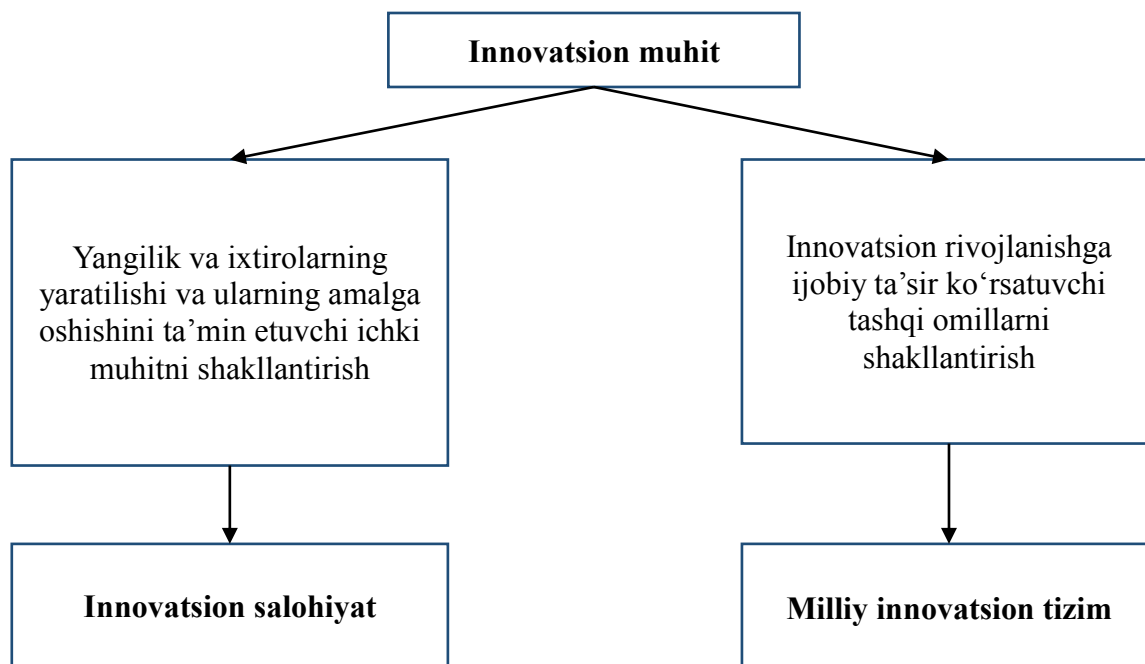 Innovatsion muhit
Yangilik va ixtirolarning
yaratilishi va ularning amalga
oshishini ta’min etuvchi ichki
muhitni shakllantirish
Innovatsion rivojlanishga
ijobiy ta’sir ko‘rsatuvchi
tashqi omillarni
shakllantirish
Innovatsion salohiyat
Milliy innovatsion tizim